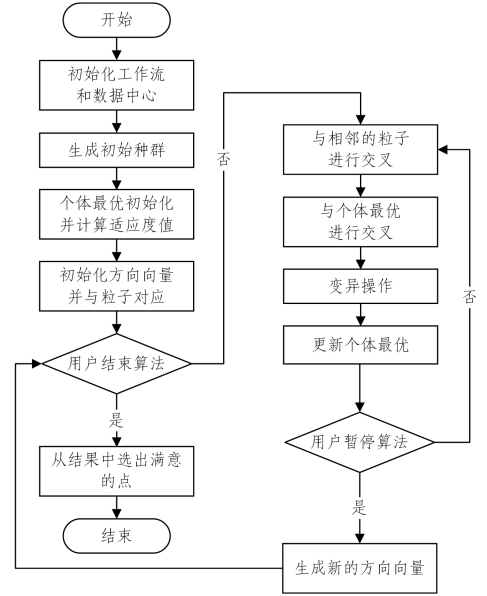 开始
初始化工作流
和数据中心
生成初始种群
个体最优初始化
并计算适应度值
初始化方向向量
并与粒子对应
用户结束算法
是
从结果中选出满意
的点
结束
否
与相邻的粒子
进行交叉
与个体最优
进行交叉
变异操作
更新个体最优
用户暂停算法
否
是
生成新的方向向量